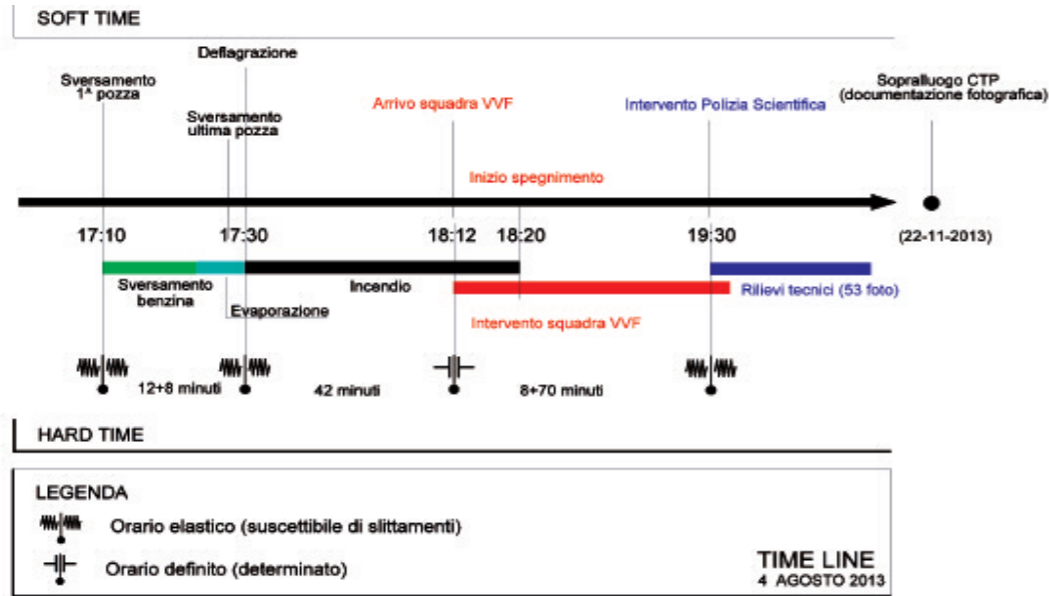 SOFT TIME
Deflagrazione
Sversamento
1^ pozza
Sversamento
ultima pozza
Arrivo squadra VVF
Intervento Polizia Scientifica
Sopralluogo CTP
(documentazione fotografica)
Inizio spegnimento
17:10
17:30
18:12
18:20
19:30
(22-11-2013)
Sversamento
benzina
Evaporazione
Incendio
Rilievi tecnici (53 foto)
Intervento squadra VVF
12+8 minuti
42 minuti
8+70 minuti
HARD TIME
LEGENDA
Orario elastico (suscettibile di slittamenti)
Orario definito (determinato)
TIME LINE
4 AGOSTO 2013